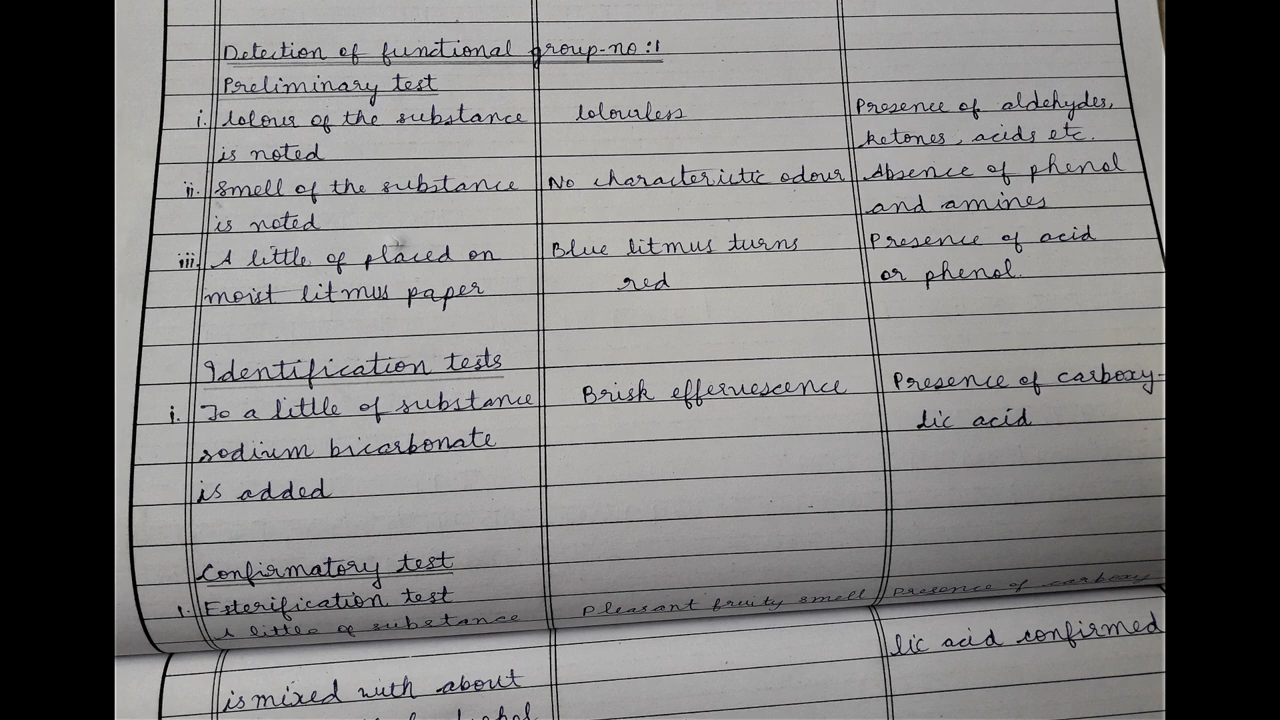 Detection of functional group-no:1
Preliminary test
i. Colour of the substance Colourless Presence of aldehydes,
is noted ketones, acids etc.
ii. Smell of the substance No characteristic odour Absence of phenol
is noted and amines
iii. A little of placed on Blue litmus turns Presence of acid
moist litmus paper red or phenol.
Identification tests
i. To a little of substance Brisk effervescence Presence of carboxy-
sodium bicarbonate lic acid
is added
Confirmatory test
1. Esterification test Pleasant fruity smell Presence of carboxy
A little of substance lic acid confirmed
is mixed with about